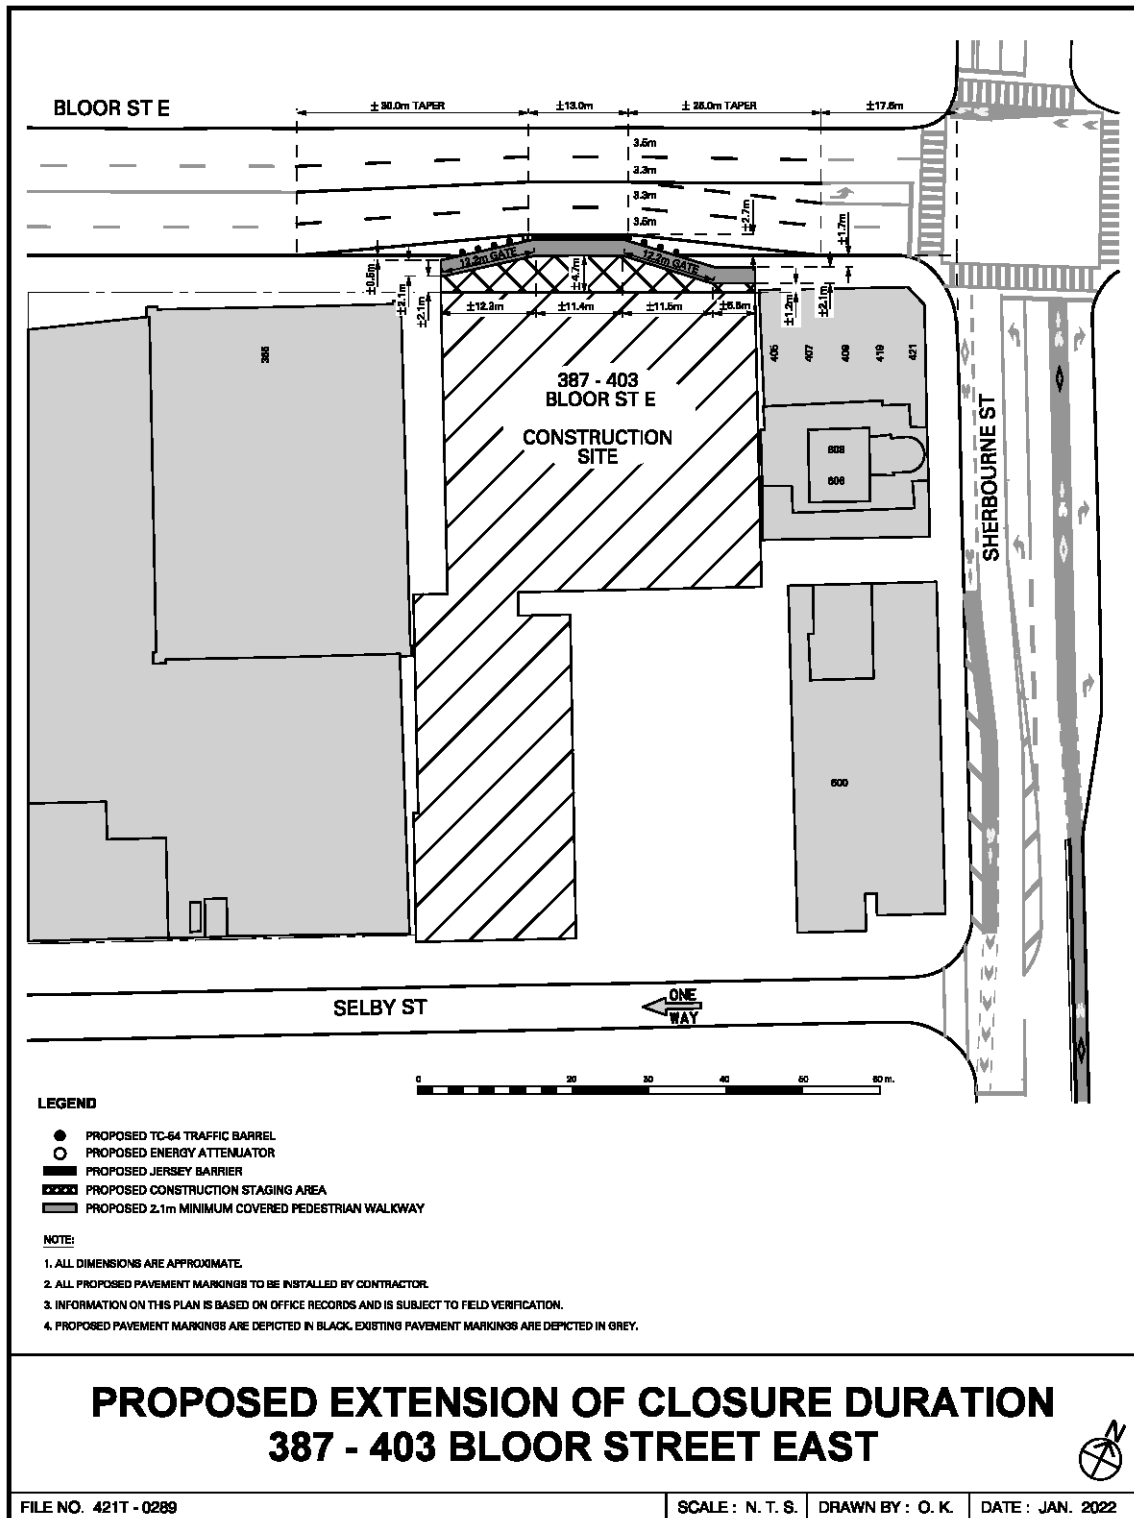 BLOOR ST E
±30.0m TAPER
±13.0m
±25.0m TAPER
±17.6m
3.5m
3.3m
3.3m
3.5m
±2.7m
±1.7m
12.2m GATE
12.2m GATE
±0.5m
±2.1m
±2.1m
±4.7m
±1.2m
±2.1m
±12.3m
±11.4m
±11.5m
±5.5m
385
387 - 403
BLOOR ST E
CONSTRUCTION
SITE
405
407
409
419
421
608
606
SHERBOURNE ST
600
SELBY ST
ONE
WAY
0
20
30
40
50
60 m.
LEGEND
PROPOSED TC-54 TRAFFIC BARREL
PROPOSED ENERGY ATTENUATOR
PROPOSED JERSEY BARRIER
PROPOSED CONSTRUCTION STAGING AREA
PROPOSED 2.1m MINIMUM COVERED PEDESTRIAN WALKWAY
NOTE:
1. ALL DIMENSIONS ARE APPROXIMATE.
2. ALL PROPOSED PAVEMENT MARKINGS TO BE INSTALLED BY CONTRACTOR.
3. INFORMATION ON THIS PLAN IS BASED ON OFFICE RECORDS AND IS SUBJECT TO FIELD VERIFICATION.
4. PROPOSED PAVEMENT MARKINGS ARE DEPICTED IN BLACK. EXISTING PAVEMENT MARKINGS ARE DEPICTED IN GREY.
PROPOSED EXTENSION OF CLOSURE DURATION
387 - 403 BLOOR STREET EAST
N
FILE NO. 421T - 0289
SCALE : N. T. S.
DRAWN BY : O. K.
DATE : JAN. 2022